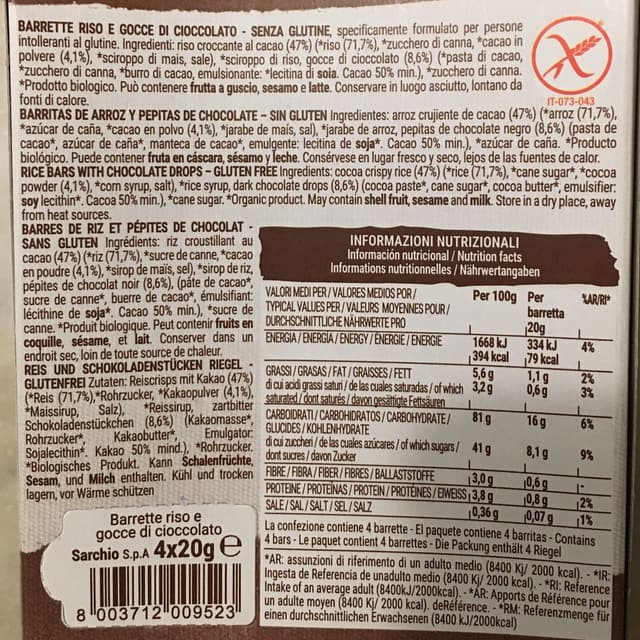 BARRETTE RISO E GOCCE DI CIOCCOLATO - SENZA GLUTINE, specificamente formulato per persone
intolleranti al glutine. Ingredienti: riso croccante al cacao (47%) (*riso (71,7%), *zucchero di canna, *cacao in
polvere (4,1%), *sciroppo di mais, sale), *sciroppo di riso, gocce di cioccolato (8,6%) (*pasta di cacao,
*zucchero di canna, *burro di cacao, emulsionante: *lecitina di soia. Cacao 50% min.), *zucchero di canna.
*Prodotto biologico. Può contenere frutta a guscio, sesamo e latte. Conservare in luogo asciutto, lontano da
fonti di calore.
IT-073-043
BARRITAS DE ARROZ Y PEPITAS DE CHOCOLATE - SIN GLUTEN Ingredientes: arroz crujiente de cacao (47%) (*arroz (71,7%),
*azúcar de caña, *cacao en polvo (4,1%), *jarabe de maís, sal), *jarabe de arroz, pepitas de chocolate negro (8,6%) (pasta de
cacao*, azúcar de caña*, manteca de cacao*, emulgente: lecitina de soja*. Cacao 50% min.), *azúcar de caña. *Producto
biológico. Puede contener fruta en cáscara, sésamo y leche. Consérvese en lugar fresco y seco, lejos de las fuentes de calor.
RICE BARS WITH CHOCOLATE DROPS - GLUTEN FREE Ingredients: cocoa crispy rice (47%) (*rice (71,7%), *cane sugar*, *cocoa
powder (4,1%), *corn syrup, salt), *rice syrup, dark chocolate drops (8,6%) (cocoa paste*, cane sugar*, cocoa butter*, emulsifier:
soy lecithin*. Cacoa 50% min.), *cane sugar. *Organic product. May contain shell fruit, sesame and milk. Store in a dry place, away
from heat sources.
BARRES DE RIZ ET PÉPITES DE CHOCOLAT -
SANS GLUTEN Ingrédients: riz croustillant au
cacao (47%) (*riz (71,7%), *sucre de canne, *cacao
en poudre (4,1%), *sirop de maïs, sel), *sirop de riz,
pépites de chocolat noir (8,6%), (pâte de cacao*,
sucre de canne*, buerre de cacao*, émulsifiant:
lécithine de soja*. Cacao 50% min.), *sucre de
canne. *Produit biologique. Peut contenir fruits en
coquille, sésame, et lait. Conserver dans un
endroit sec, loin de toute source de chaleur.
REIS UND SCHOKOLADENSTÜCKEN RIEGEL -
GLUTENFREI Zutaten: Reiscrisps mit Kakao (47%)
(*Reis (71,7%,*Rohrzucker, *Kakaopulver (4,1%),
*Maissirup, Salz), *Reissirup, zartbitter
Schokoladenstückchen (8,6%) (Kakaomasse*,
Rohrzucker*, Kakaobutter*, Emulgator:
Sojalecithin*. Kakao 50% mind.), *Rohrzucker.
*Biologisches Produkt. Kann Schalenfrüchte,
Sesam, und Milch enthalten. Kühl und trocken
lagern, vor Wärme schützen
INFORMAZIONI NUTRIZIONALI
Información nutricional / Nutrition facts
Informations nutritionnelles / Nährwertangaben
VALORI MEDI PER / VALORES MEDIOS POR / Per 100g Per %AR/RI*
TYPICAL VALUES PER / VALEURS MOYENNES POUR / barretta
DURCHSCHNITTLICHE NÄHRWERTE PRO 20g
ENERGIA / ENERGÍA / ENERGY / ÉNERGIE / ENERGIE 1668 kJ 334 kJ 4%
394 kcal 79 kcal
GRASSI / GRASAS / FAT / GRAISSES / FETT 5,6 g 1,1 g 2%
di cui acidi grassi saturi / de las cuales saturadas / of which 3,2 g 0,6 g 3%
saturated / dont saturés / davon gesättigte Fettsäuren
CARBOIDRATI / CARBOHIDRATOS / CARBOHYDRATE / 81 g 16 g 6%
GLUCIDES / KOHLENHYDRATE
di cui zuccheri / de las cuales azúcares / of which sugars / 41 g 8,1 g 9%
dont sucres / davon Zucker
FIBRE / FIBRA / FIBER / FIBRES / BALLASTSTOFFE 3,0 g 0,6 g -
PROTEINE / PROTEÍNAS / PROTEIN / PROTÉINES / EIWEISS 3,8 g 0,8 g 2%
SALE / SAL / SALT / SEL / SALZ 0,36 g 0,07 g 1%
La confezione contiene 4 barrette - El paquete contiene 4 barritas - Contains
4 bars - Le paquet contient 4 barrettes - Die Packung enthält 4 Riegel
*AR: assunzioni di riferimento di un adulto medio (8400 Kj/ 2000 kcal). - *IR:
Ingesta de Referencia de unadulto medio (8400 Kj/ 2000 kcal). - *RI: Reference
Intake of an average adult (8400kJ/2000kcal). - *AR: Apports de Référence pour
un adulte moyen (8400 Kj/ 2000 kcal). deRéférence. - *RM: Referenzmenge für
einen durchschnittlichen Erwachsenen (8400 kJ/2000kcal)
Barrette riso e
gocce di cioccolato
Sarchio S.p.A 4x20g e
8 003712 009523